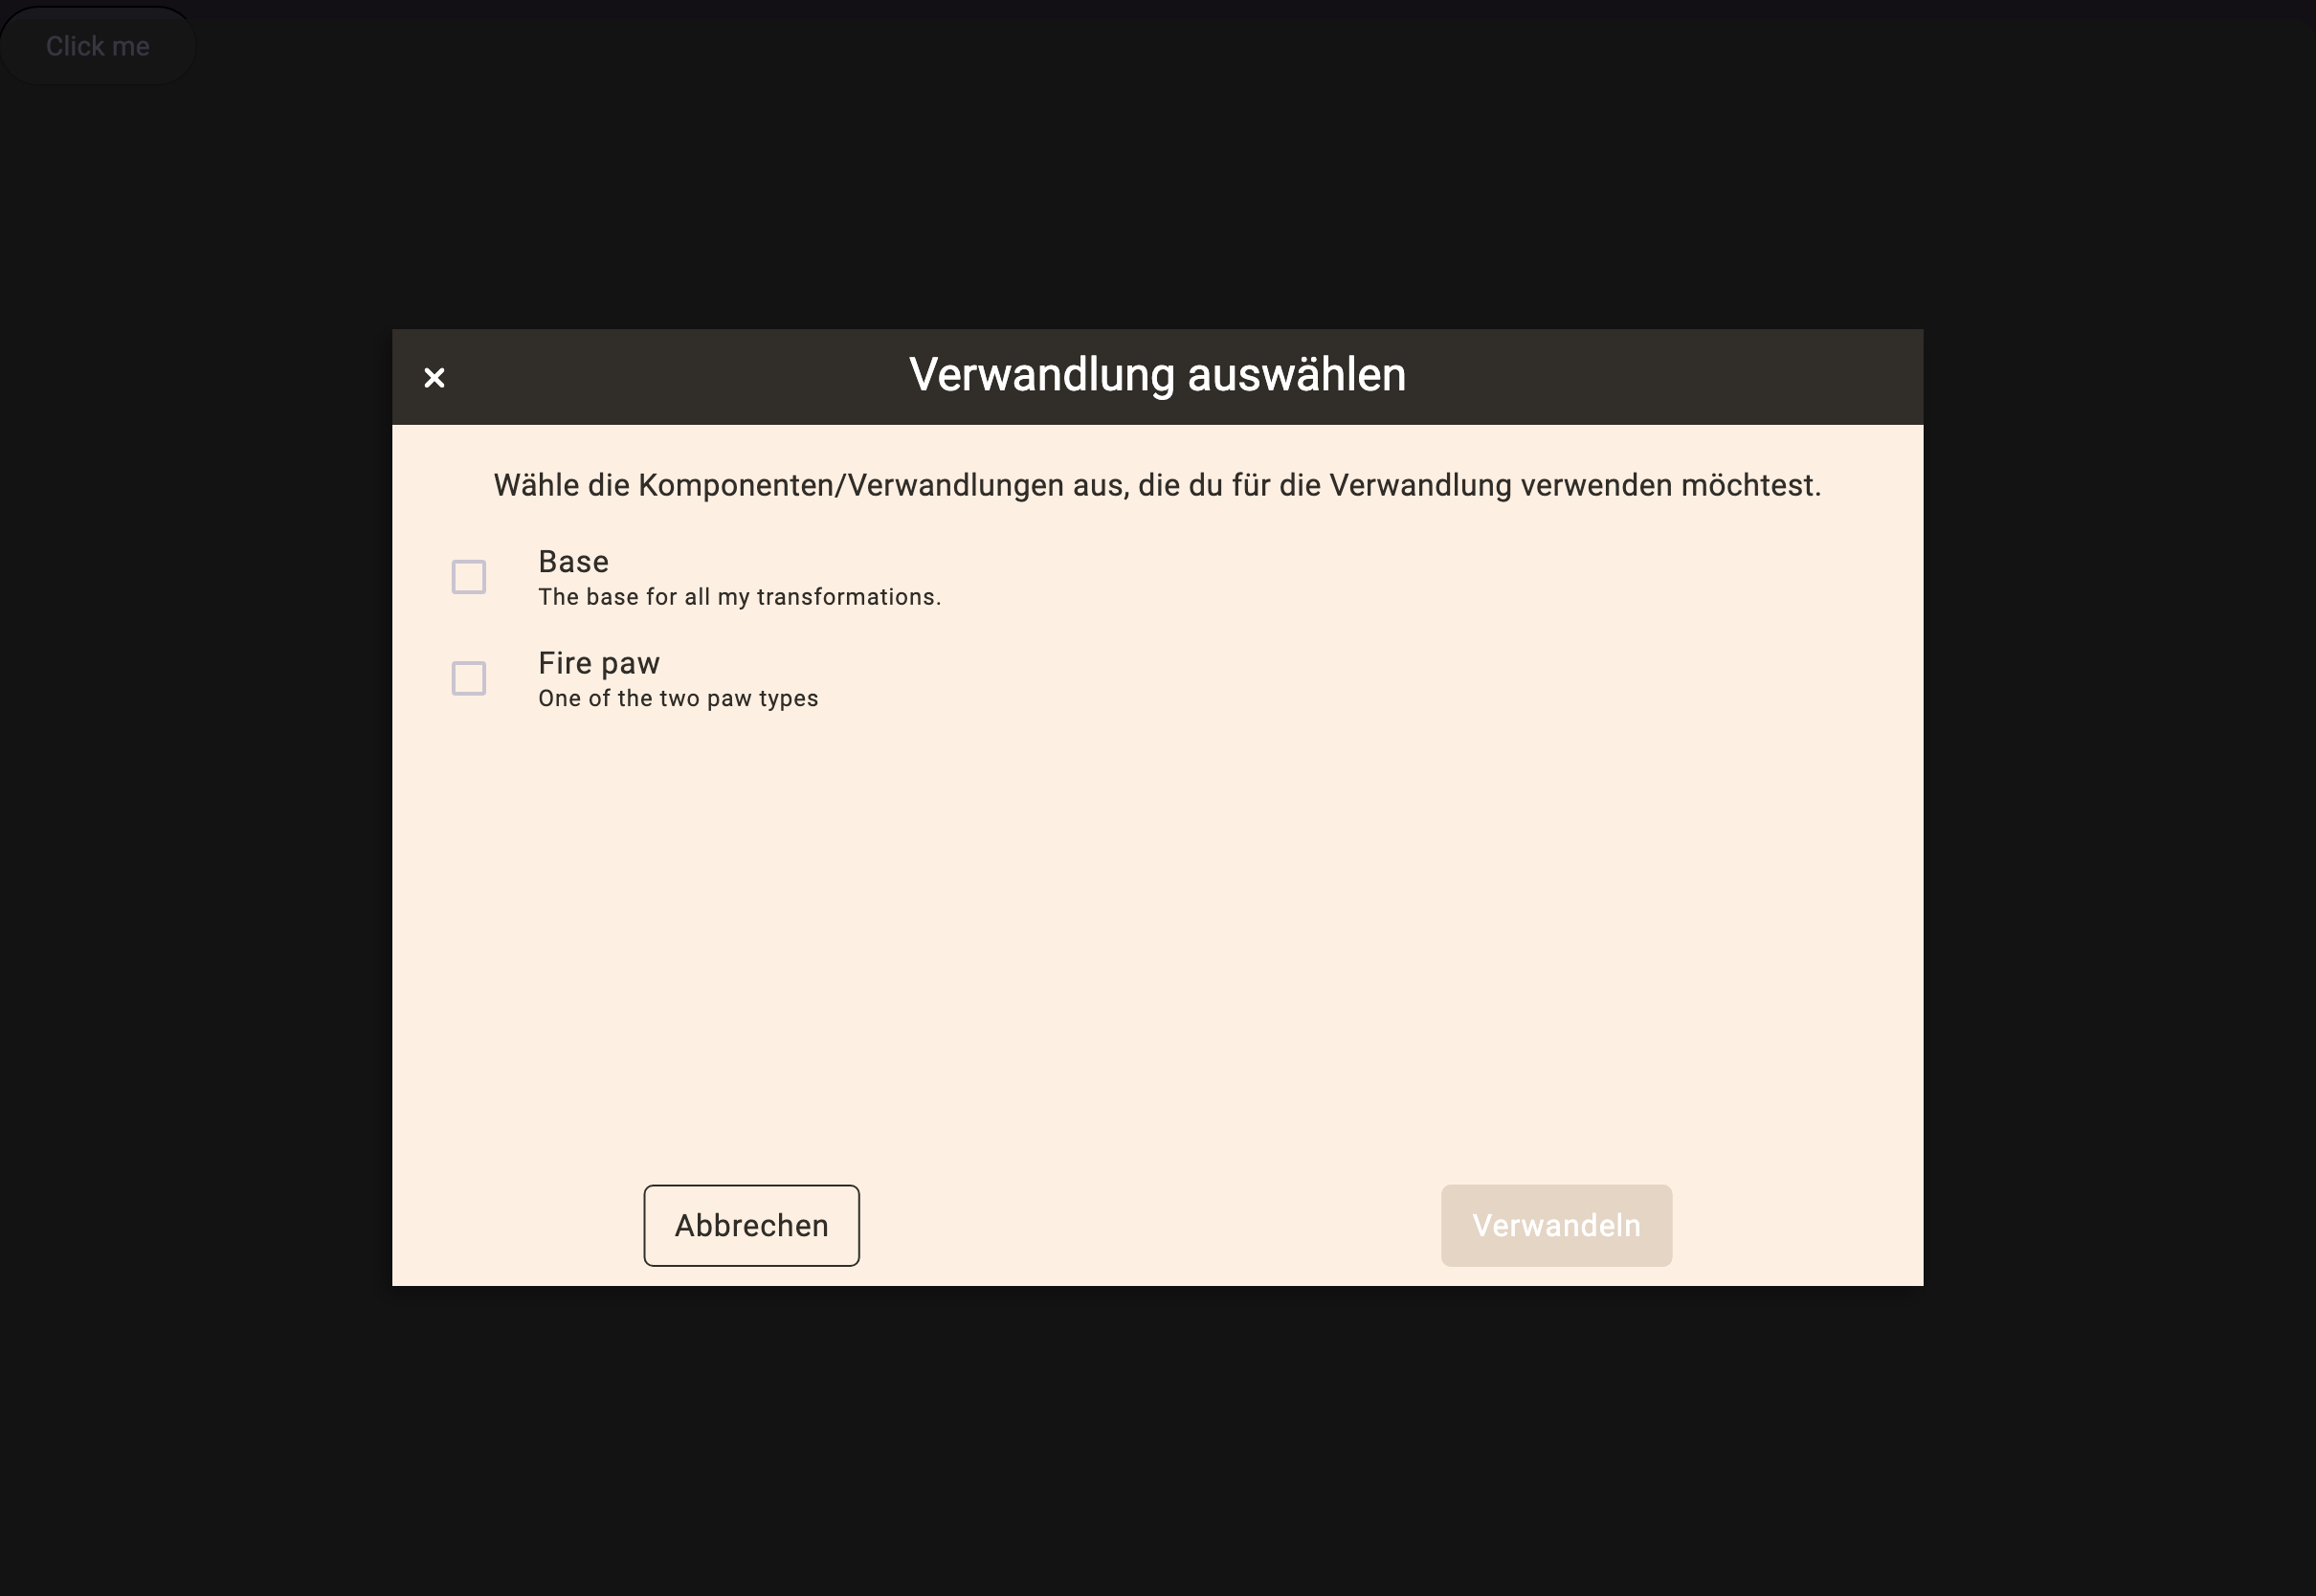 Click me
Verwandlung auswählen
Wähle die Komponenten/Verwandlungen aus, die du für die Verwandlung verwenden möchtest.
Base
The base for all my transformations.
Fire paw
One of the two paw types
Abbrechen
Verwandeln